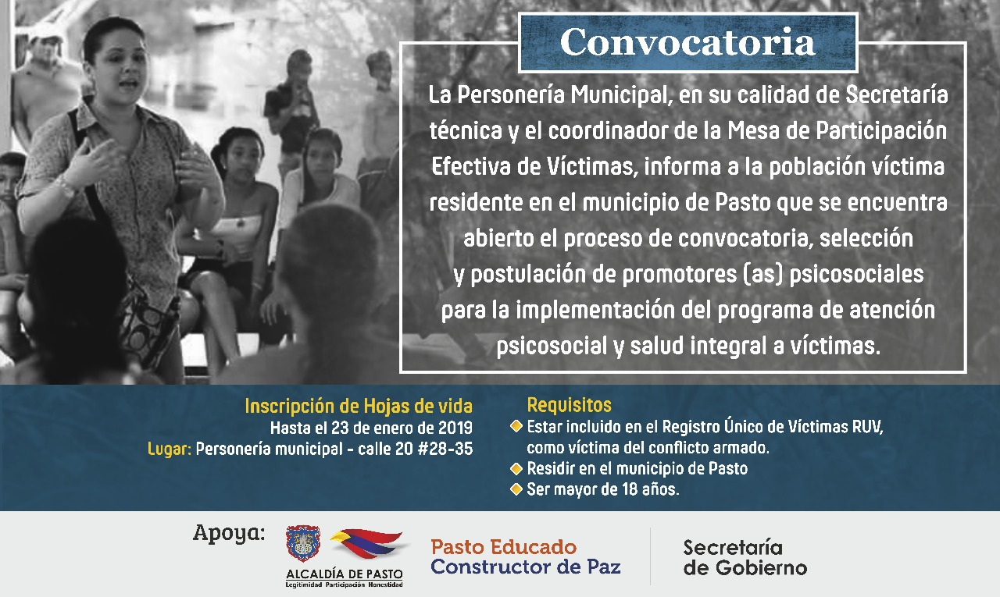 Convocatoria
La Personería Municipal, en su calidad de Secretaría
técnica y el coordinador de la Mesa de Participación
Efectiva de Víctimas, informa a la población víctima
residente en el municipio de Pasto que se encuentra
abierto el proceso de convocatoria, selección
y postulación de promotores (as) psicosociales
para la implementación del programa de atención
psicosocial y salud integral a víctimas.
Inscripción de Hojas de vida
Hasta el 23 de enero de 2019
Lugar: Personería municipal - calle 20 #28-35
Requisitos
Estar incluido en el Registro Único de Víctimas RUV,
como víctima del conflicto armado.
Residir en el municipio de Pasto
Ser mayor de 18 años.
Apoya:
ALCALDÍA DE PASTO
Legitimidad Participación Honestidad
Pasto Educado
Constructor de Paz
Secretaría
de Gobierno